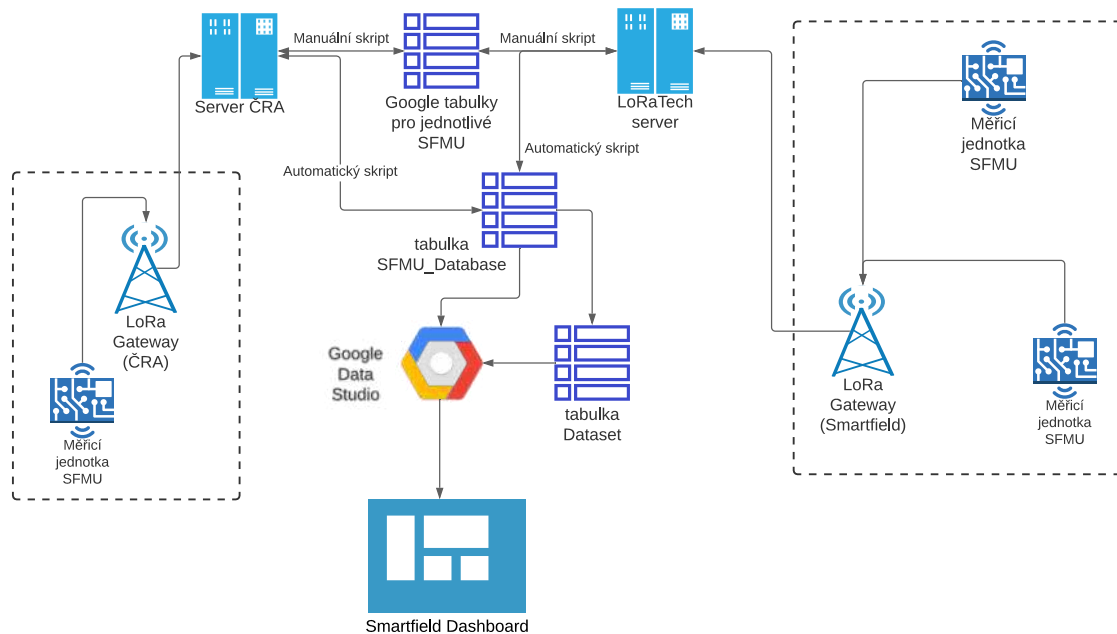 Manuální skript
Manuální skript
Server ČRA
Google tabulky
pro jednotlivé
SFMU
LoRaTech
server
Měřicí
jednotka
SFMU
Automatický skript
Automatický skript
tabulka
SFMU_Database
LoRa
Gateway
(ČRA)
Google
Data
Studio
tabulka
Dataset
LoRa
Gateway
(Smartfield)
Měřicí
jednotka
SFMU
Měřicí
jednotka
SFMU
Smartfield Dashboard